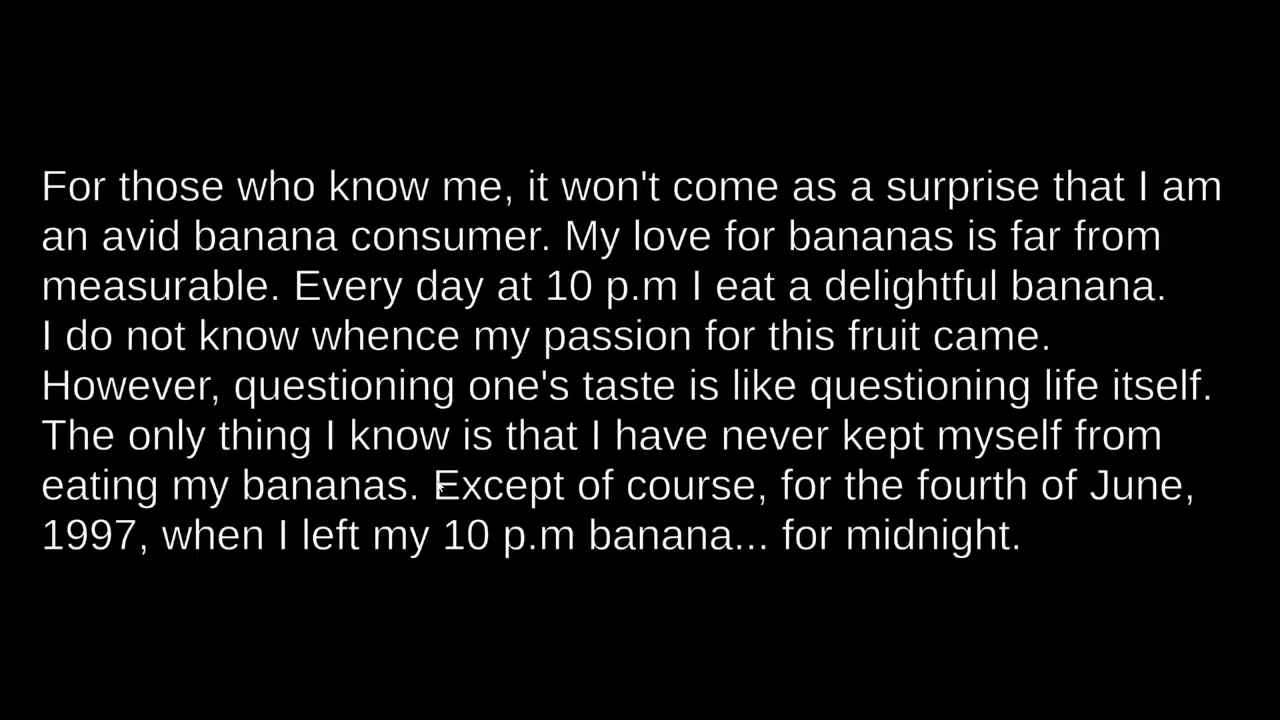 For those who know me, it won't come as a surprise that I am
an avid banana consumer. My love for bananas is far from
measurable. Every day at 10 p.m I eat a delightful banana.
I do not know whence my passion for this fruit came.
However, questioning one's taste is like questioning life itself.
The only thing I know is that I have never kept myself from
eating my bananas. Except of course, for the fourth of June,
1997, when I left my 10 p.m banana... for midnight.